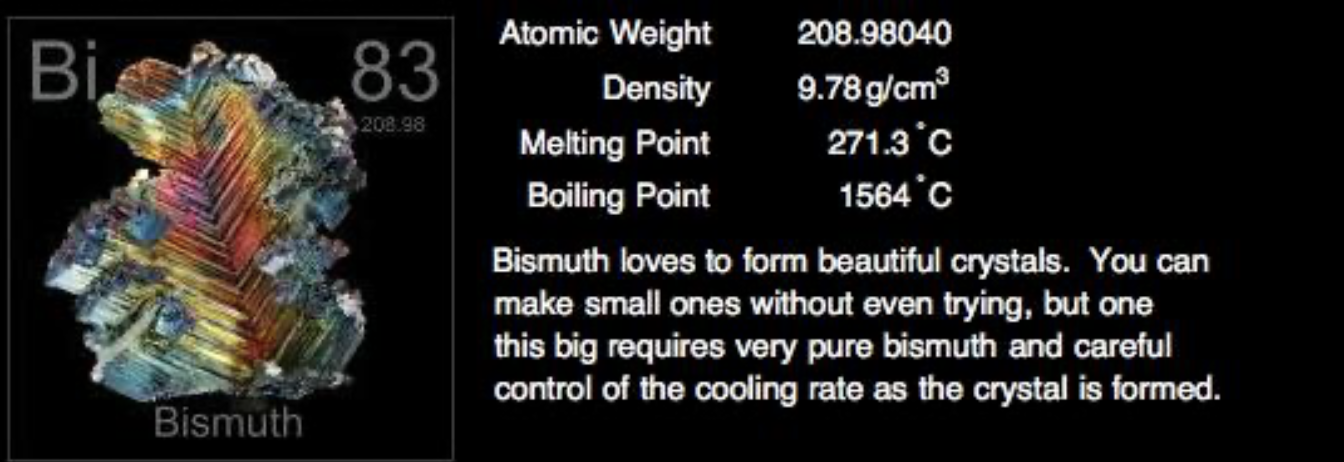 Bi
83
208.98
Bismuth
Atomic Weight 208.98040
Density 9.78 g/cm³
Melting Point 271.3 °C
Boiling Point 1564 °C
Bismuth loves to form beautiful crystals. You can
make small ones without even trying, but one
this big requires very pure bismuth and careful
control of the cooling rate as the crystal is formed.